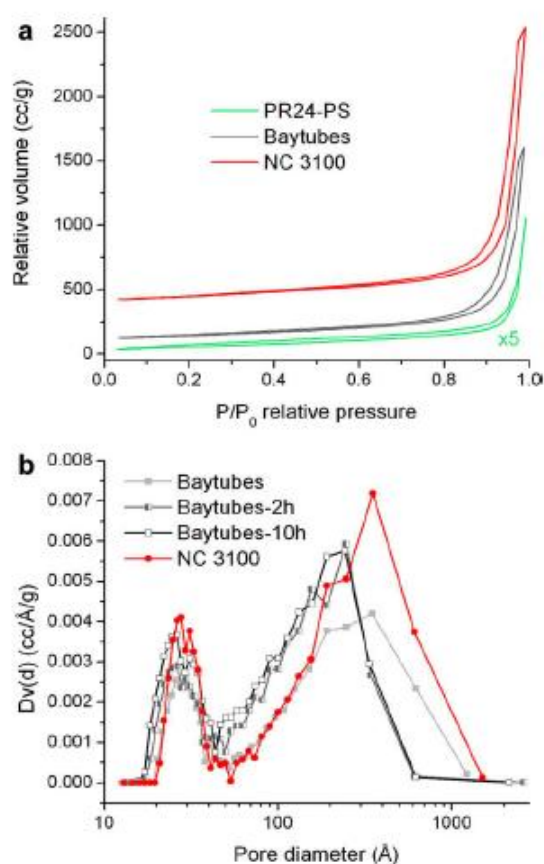 a
2500
2000
1500
1000
500
0
Relative volume (cc/g)
PR24-PS
Baytubes
NC 3100
x5
0.0 0.2 0.4 0.6 0.8 1.0
P/P0 relative pressure
b
0.008
0.007
0.006
0.005
0.004
0.003
0.002
0.001
0.000
Dv(d) (cc/Å/g)
Baytubes
Baytubes-2h
Baytubes-10h
NC 3100
10 100 1000
Pore diameter (Å)